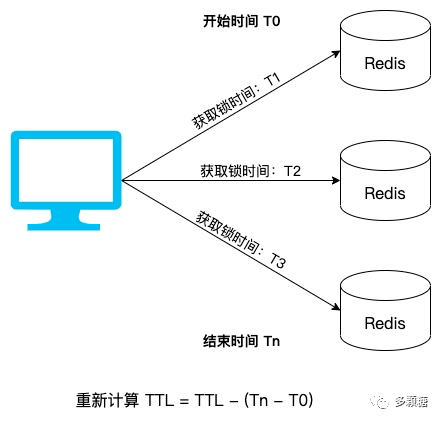 开始时间 T0
Redis
获取锁时间：T1
获取锁时间：T2
Redis
获取锁时间：T3
Redis
结束时间 Tn
重新计算 TTL = TTL – (Tn – T0)
多颗糖